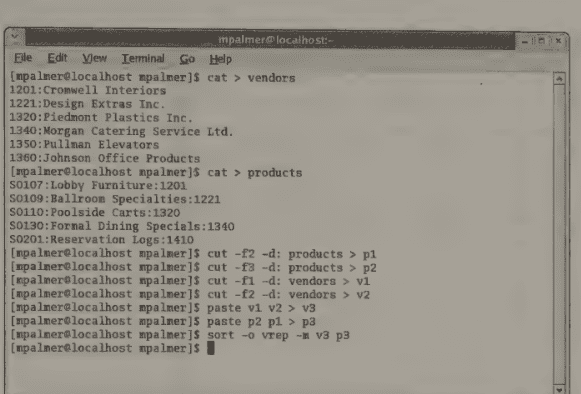 mpalmer@localhost:~
File Edit View Terminal Go Help
[mpalmer@localhost mpalmer]$ cat > vendors
1201:Cromwell Interiors
1221:Design Extras Inc.
1320:Piedmont Plastics Inc.
1340:Morgan Catering Service Ltd.
1350:Pullman Elevators
1360:Johnson Office Products
[mpalmer@localhost mpalmer]$ cat > products
S0107:Lobby Furniture:1201
S0109:Ballroom Specialties:1221
S0110:Poolside Carts:1320
S0130:Formal Dining Specials:1340
S0201:Reservation Logs:1410
[mpalmer@localhost mpalmer]$ cut -f2 -d: products > p1
[mpalmer@localhost mpalmer]$ cut -f3 -d: products > p2
[mpalmer@localhost mpalmer]$ cut -f1 -d: vendors > v1
[mpalmer@localhost mpalmer]$ cut -f2 -d: vendors > v2
[mpalmer@localhost mpalmer]$ paste v1 v2 > v3
[mpalmer@localhost mpalmer]$ paste p2 p1 > p3
[mpalmer@localhost mpalmer]$ sort -o vrep -m v3 p3
[mpalmer@localhost mpalmer]$